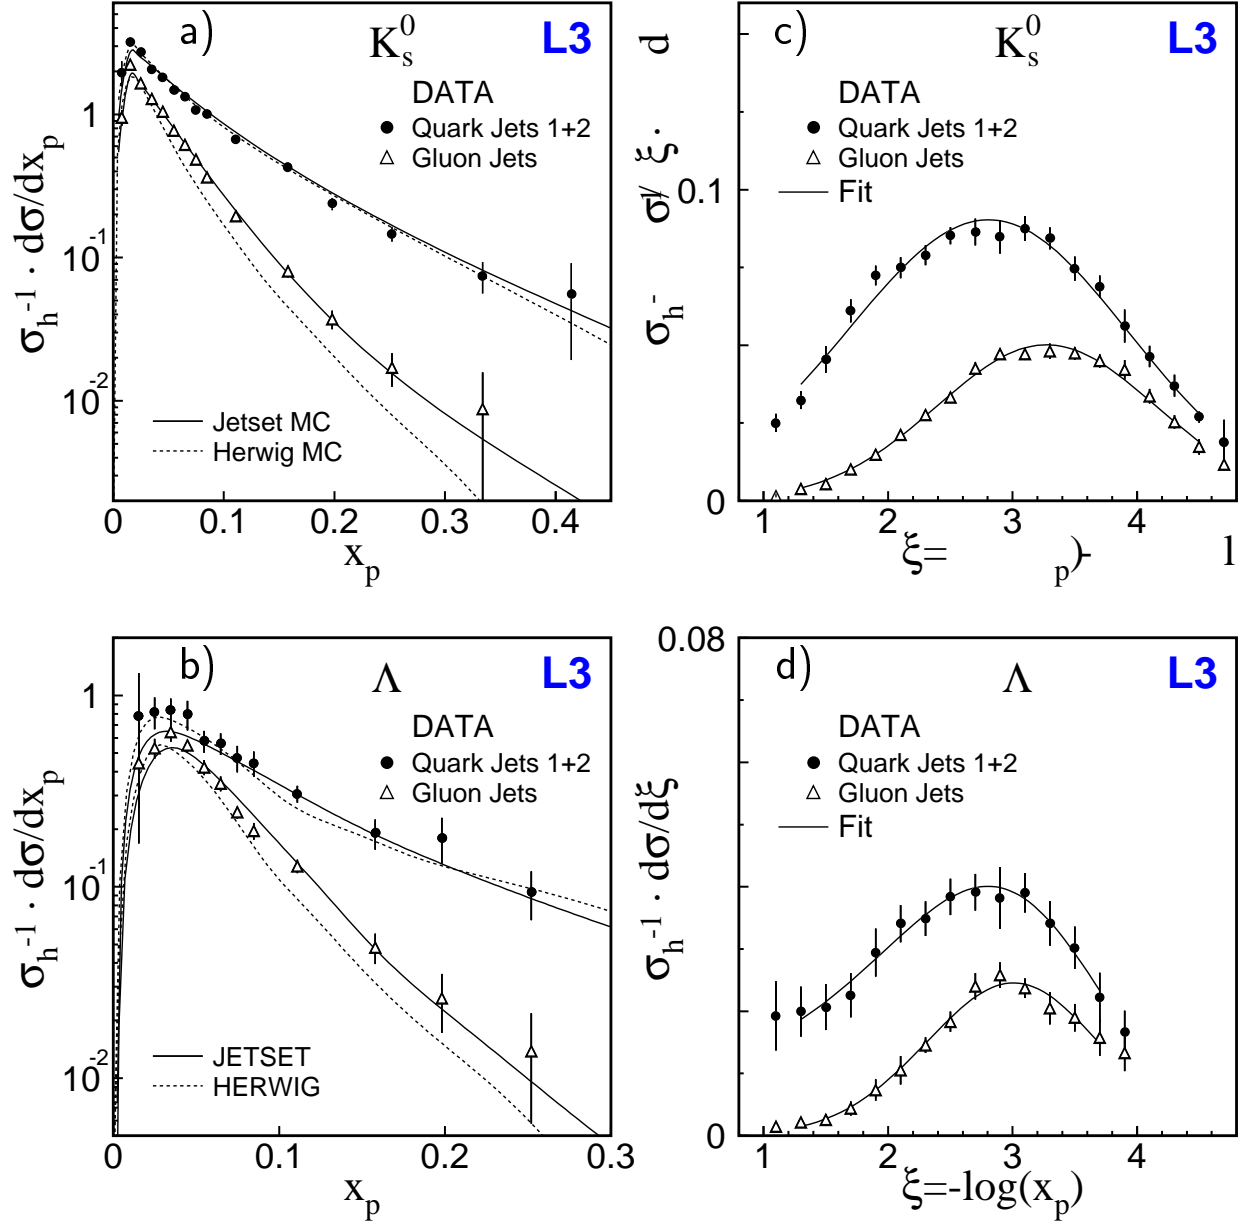 a)
K⁰ₛ
L3
DATA
Quark Jets 1+2
Gluon Jets
Jetset MC
Herwig MC
σₕ⁻¹ · dσ/dxₚ
1
10⁻¹
10⁻²
0 0.1 0.2 0.3 0.4
xₚ
c)
K⁰ₛ
L3
DATA
Quark Jets 1+2
Gluon Jets
Fit
σₕ- σ/ ξ · d
0.1
0
1 2 3 4
ξ= ₚ)- l
b)
Λ
L3
DATA
Quark Jets 1+2
Gluon Jets
JETSET
HERWIG
σₕ⁻¹ · dσ/dxₚ
1
10⁻¹
10⁻²
0 0.1 0.2 0.3
xₚ
d)
Λ
L3
DATA
Quark Jets 1+2
Gluon Jets
Fit
σₕ⁻¹ · dσ/dξ
0.08
0
1 2 3 4
ξ=-log(xₚ)